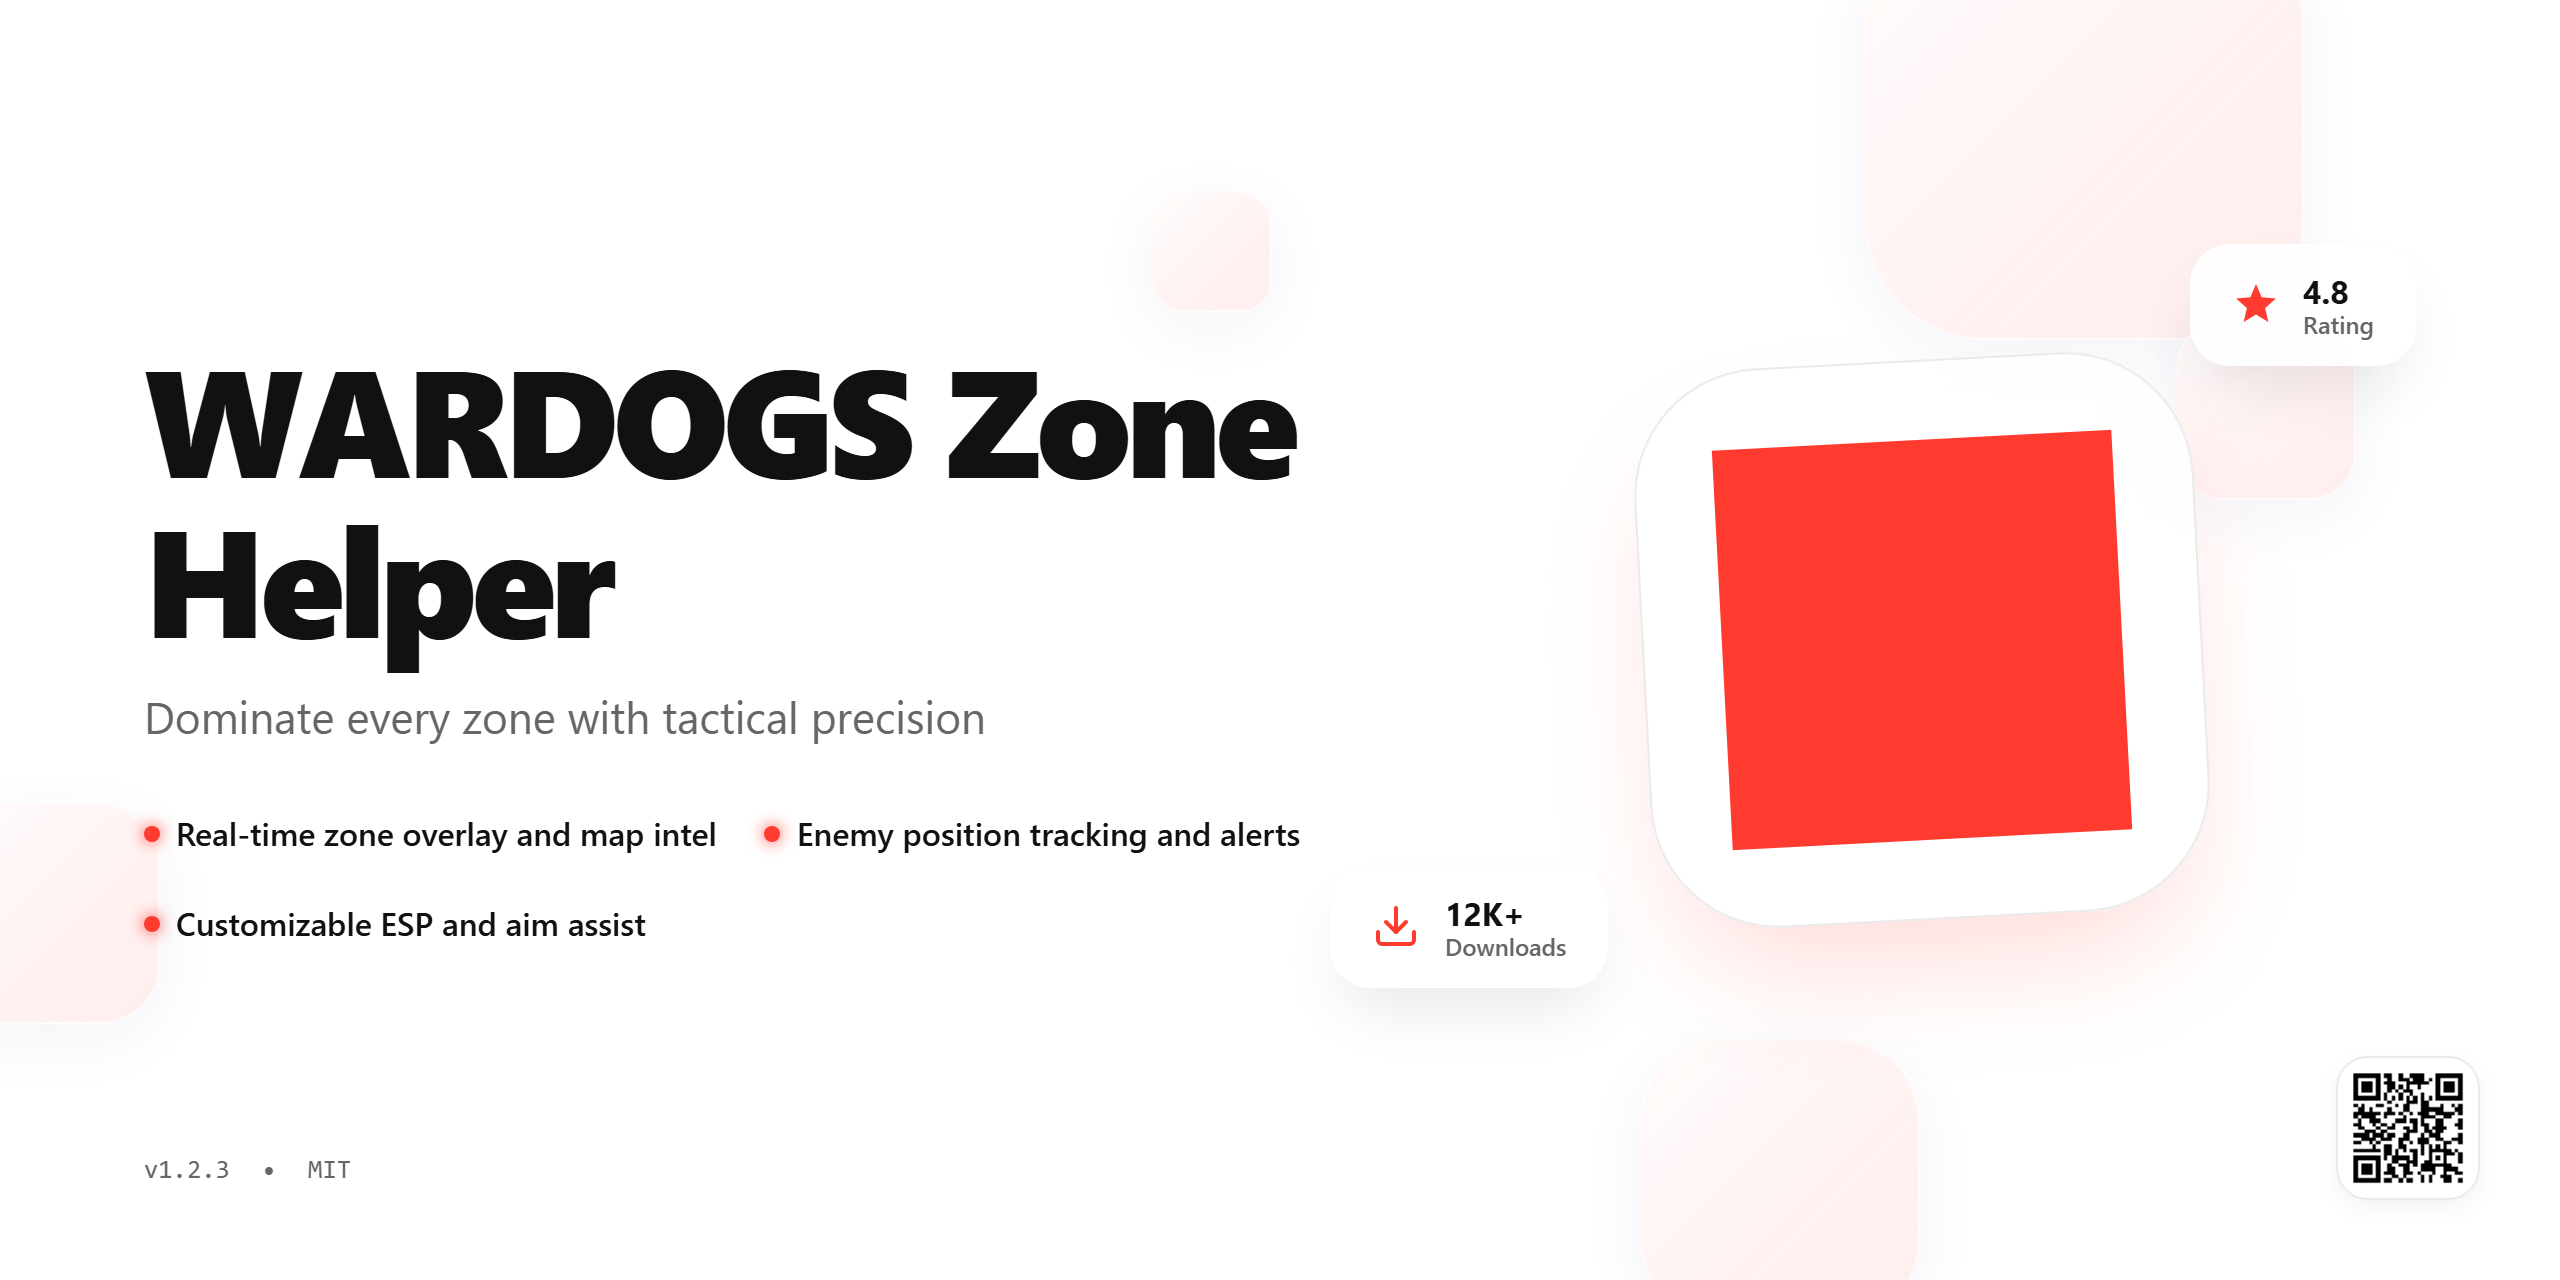 WARDOGS Zone
Helper
Dominate every zone with tactical precision
Real-time zone overlay and map intel
Enemy position tracking and alerts
Customizable ESP and aim assist
4.8
Rating
12K+
Downloads
v1.2.3 • MIT